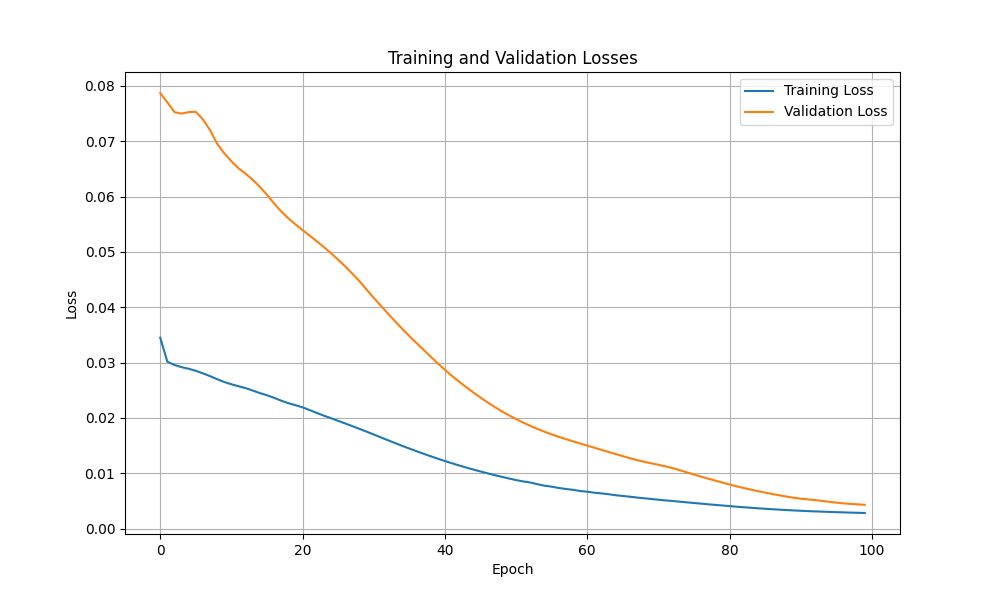 Training and Validation Losses
Training Loss
Validation Loss
0.08
0.07
0.06
0.05
0.04
0.03
0.02
0.01
0.00
Loss
0 20 40 60 80 100
Epoch